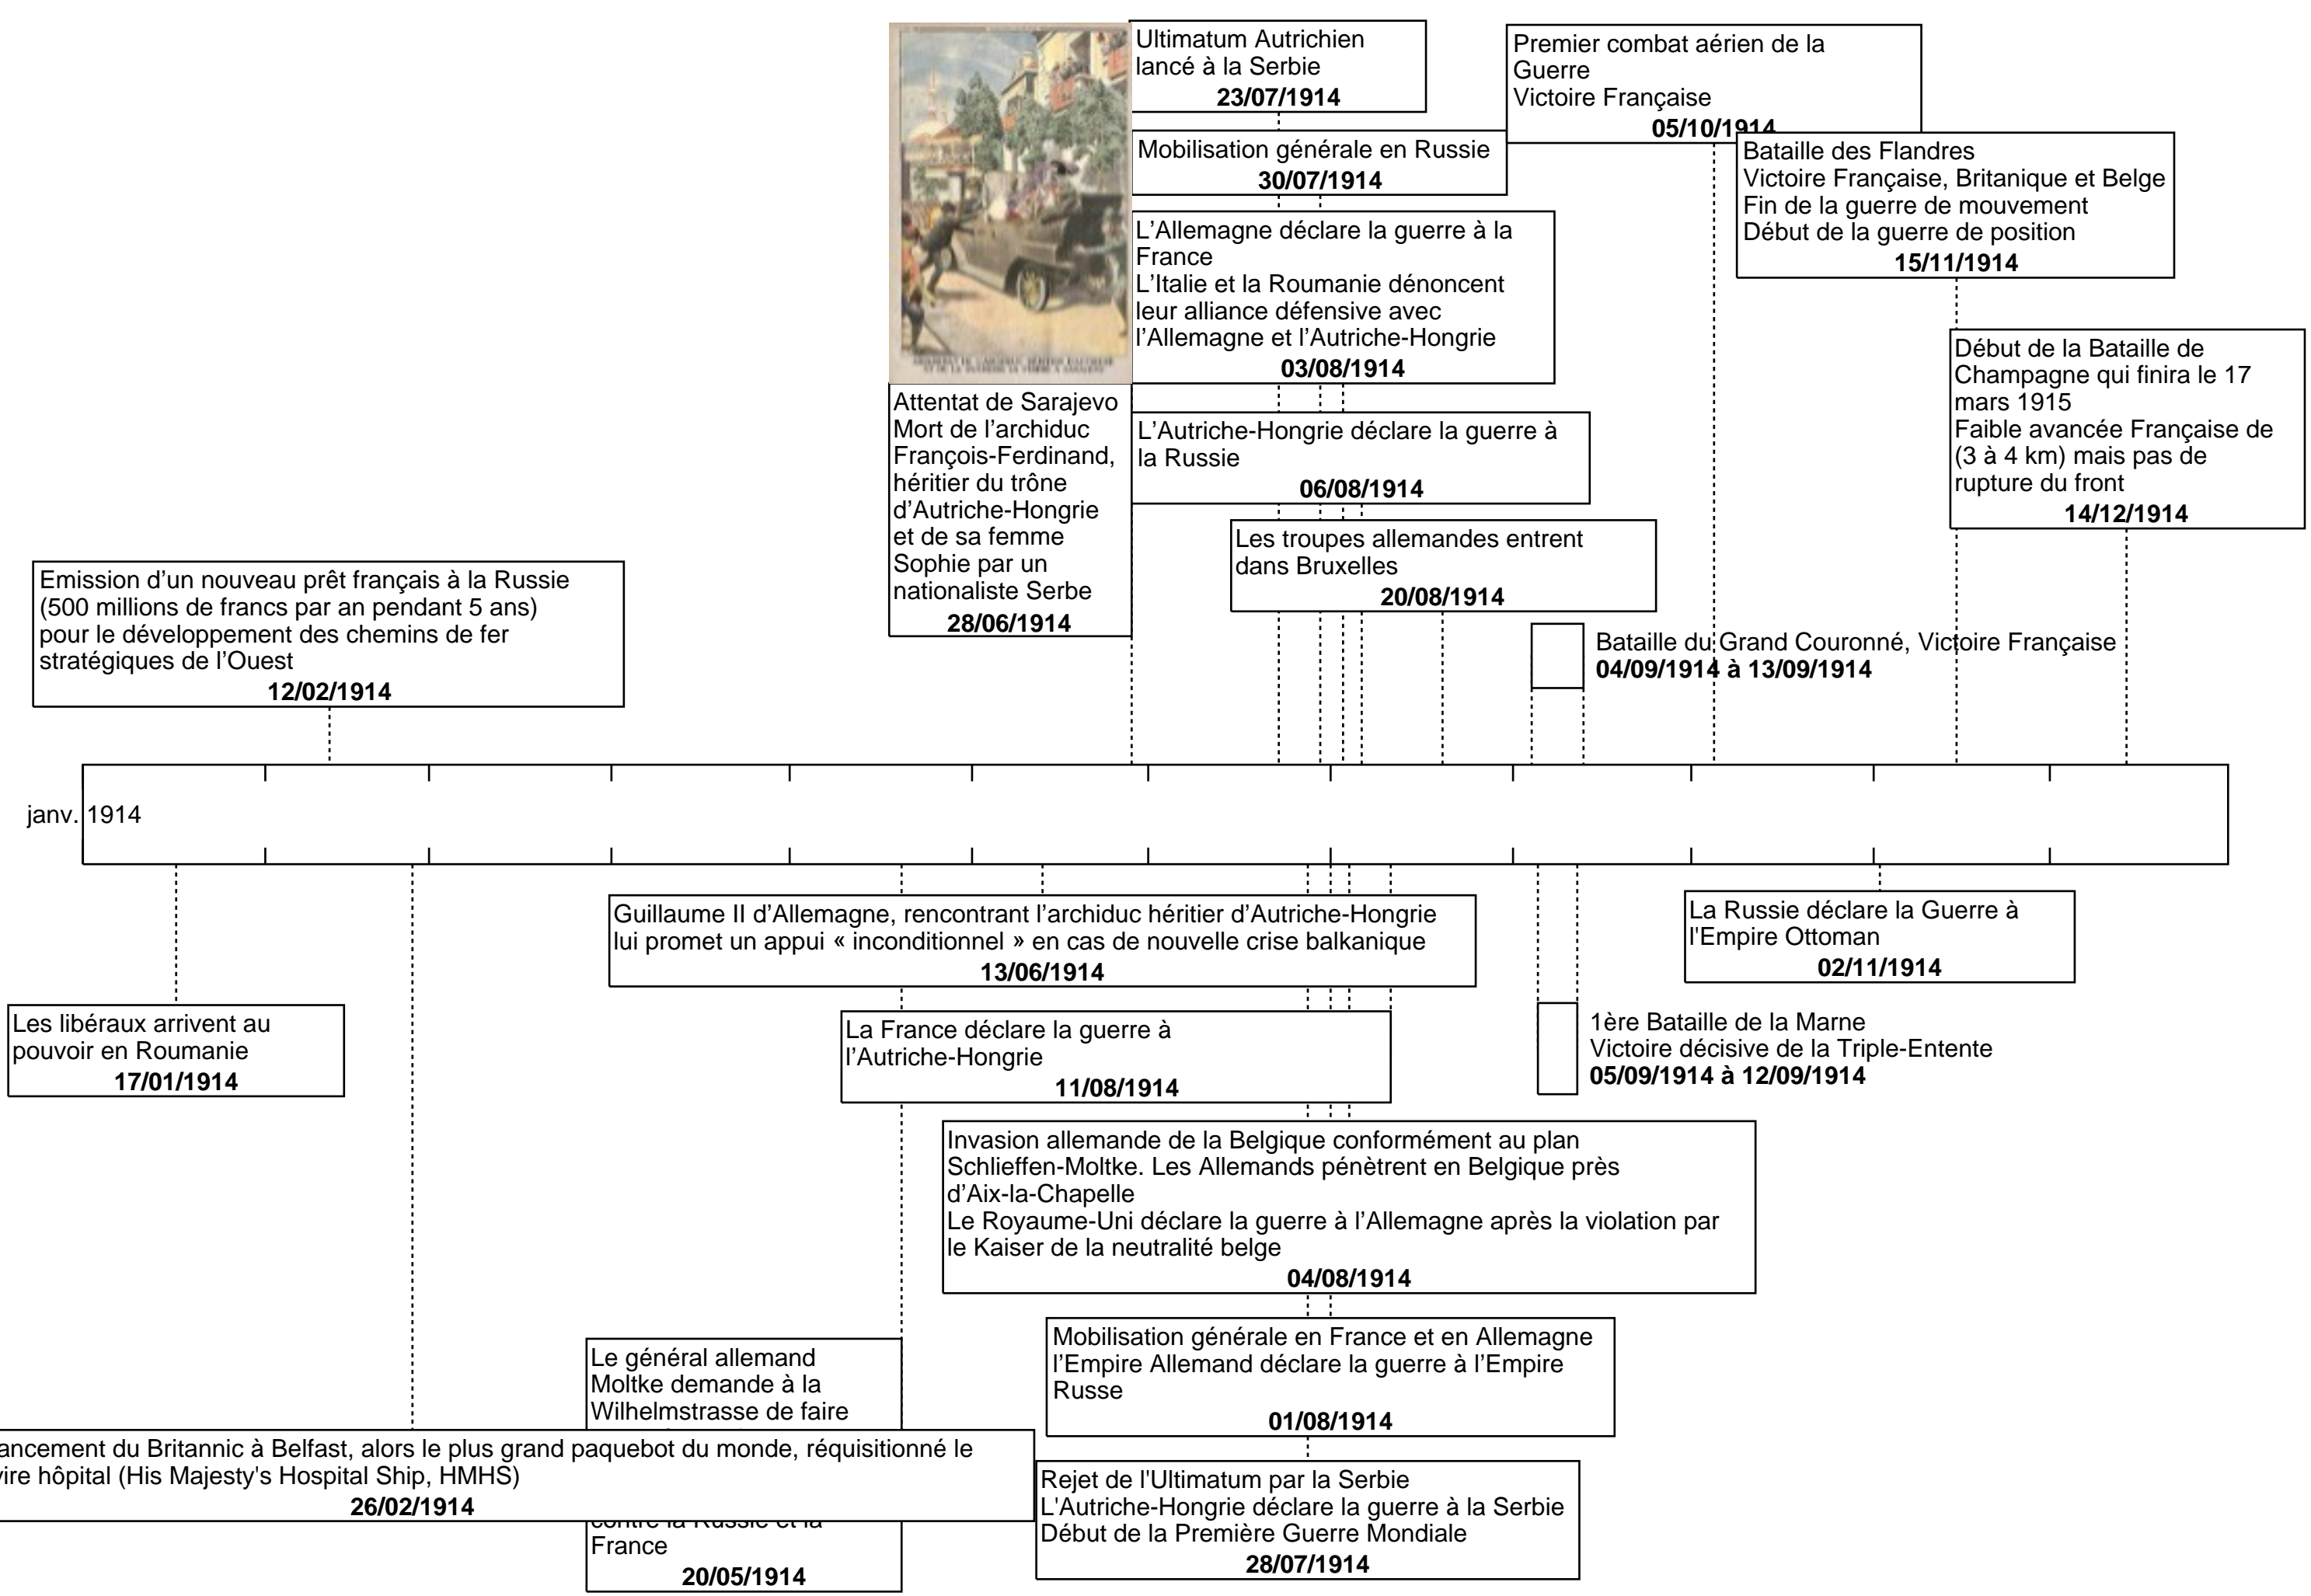 Ultimatum Autrichien
lancé à la Serbie
23/07/1914
Premier combat aérien de la
Guerre
Victoire Française
05/10/1914
Mobilisation générale en Russie
30/07/1914
Bataille des Flandres
Victoire Française, Britanique et Belge
Fin de la guerre de mouvement
Début de la guerre de position
15/11/1914
L’Allemagne déclare la guerre à la
France
L’Italie et la Roumanie dénoncent
leur alliance défensive avec
l’Allemagne et l’Autriche-Hongrie
03/08/1914
Début de la Bataille de
Champagne qui finira le 17
mars 1915
Faible avancée Française de
(3 à 4 km) mais pas de
rupture du front
14/12/1914
Attentat de Sarajevo
Mort de l’archiduc
François-Ferdinand,
héritier du trône
d’Autriche-Hongrie
et de sa femme
Sophie par un
nationaliste Serbe
28/06/1914
L’Autriche-Hongrie déclare la guerre à
la Russie
06/08/1914
Les troupes allemandes entrent
dans Bruxelles
20/08/1914
Emission d’un nouveau prêt français à la Russie
(500 millions de francs par an pendant 5 ans)
pour le développement des chemins de fer
stratégiques de l’Ouest
12/02/1914
Bataille du Grand Couronné, Victoire Française
04/09/1914 à 13/09/1914
janv. 1914
Guillaume II d’Allemagne, rencontrant l’archiduc héritier d’Autriche-Hongrie
lui promet un appui « inconditionnel » en cas de nouvelle crise balkanique
13/06/1914
La Russie déclare la Guerre à
l'Empire Ottoman
02/11/1914
Les libéraux arrivent au
pouvoir en Roumanie
17/01/1914
La France déclare la guerre à
l’Autriche-Hongrie
11/08/1914
1ère Bataille de la Marne
Victoire décisive de la Triple-Entente
05/09/1914 à 12/09/1914
Invasion allemande de la Belgique conformément au plan
Schlieffen-Moltke. Les Allemands pénètrent en Belgique près
d’Aix-la-Chapelle
Le Royaume-Uni déclare la guerre à l’Allemagne après la violation par
le Kaiser de la neutralité belge
04/08/1914
Mobilisation générale en France et en Allemagne
l’Empire Allemand déclare la guerre à l’Empire
Russe
01/08/1914
Le général allemand
Moltke demande à la
Wilhelmstrasse de faire
contre la Russie et la
France
20/05/1914
ancement du Britannic à Belfast, alors le plus grand paquebot du monde, réquisitionné le
vire hôpital (His Majesty's Hospital Ship, HMHS)
26/02/1914
Rejet de l'Ultimatum par la Serbie
L'Autriche-Hongrie déclare la guerre à la Serbie
Début de la Première Guerre Mondiale
28/07/1914